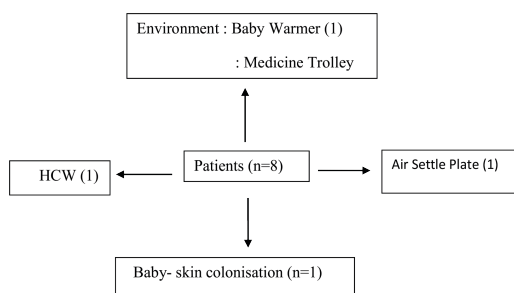 Environment : Baby Warmer (1)
: Medicine Trolley
Patients (n=8)
HCW (1)
Air Settle Plate (1)
Baby- skin colonisation (n=1)